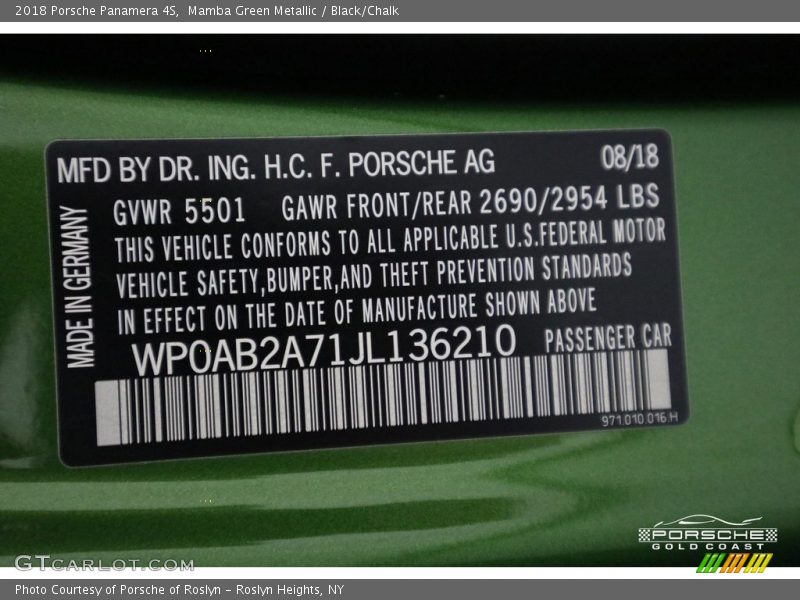 2018 Porsche Panamera 4S, Mamba Green Metallic / Black/Chalk
MFD BY DR. ING. H.C. F. PORSCHE AG 08/18
GVWR 5501 GAWR FRONT/REAR 2690/2954 LBS
THIS VEHICLE CONFORMS TO ALL APPLICABLE U.S.FEDERAL MOTOR
VEHICLE SAFETY,BUMPER,AND THEFT PREVENTION STANDARDS
IN EFFECT ON THE DATE OF MANUFACTURE SHOWN ABOVE
MADE IN GERMANY
WP0AB2A71JL136210 PASSENGER CAR
971.010.016.H
PORSCHE
GOLD COAST
GTCARLOT.COM
Photo Courtesy of Porsche of Roslyn – Roslyn Heights, NY